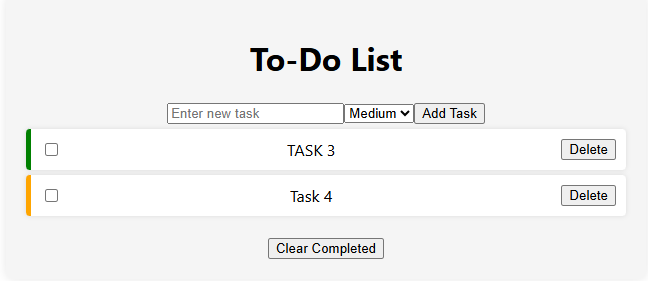 To-Do List
Enter new task Medium Add Task
TASK 3 Delete
Task 4 Delete
Clear Completed